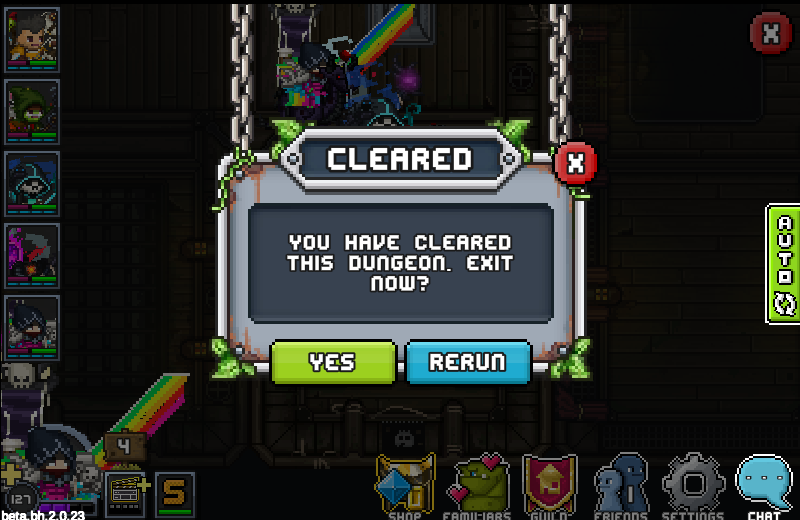 CLEARED
X
X
YOU HAVE CLEARED
THIS DUNGEON. EXIT
NOW?
YES
RERUN
AUTO
4
127
S
SHOP
FAMILIARS
GUILD
FRIENDS
SETTINGS
CHAT
beta.bh.2.0.23